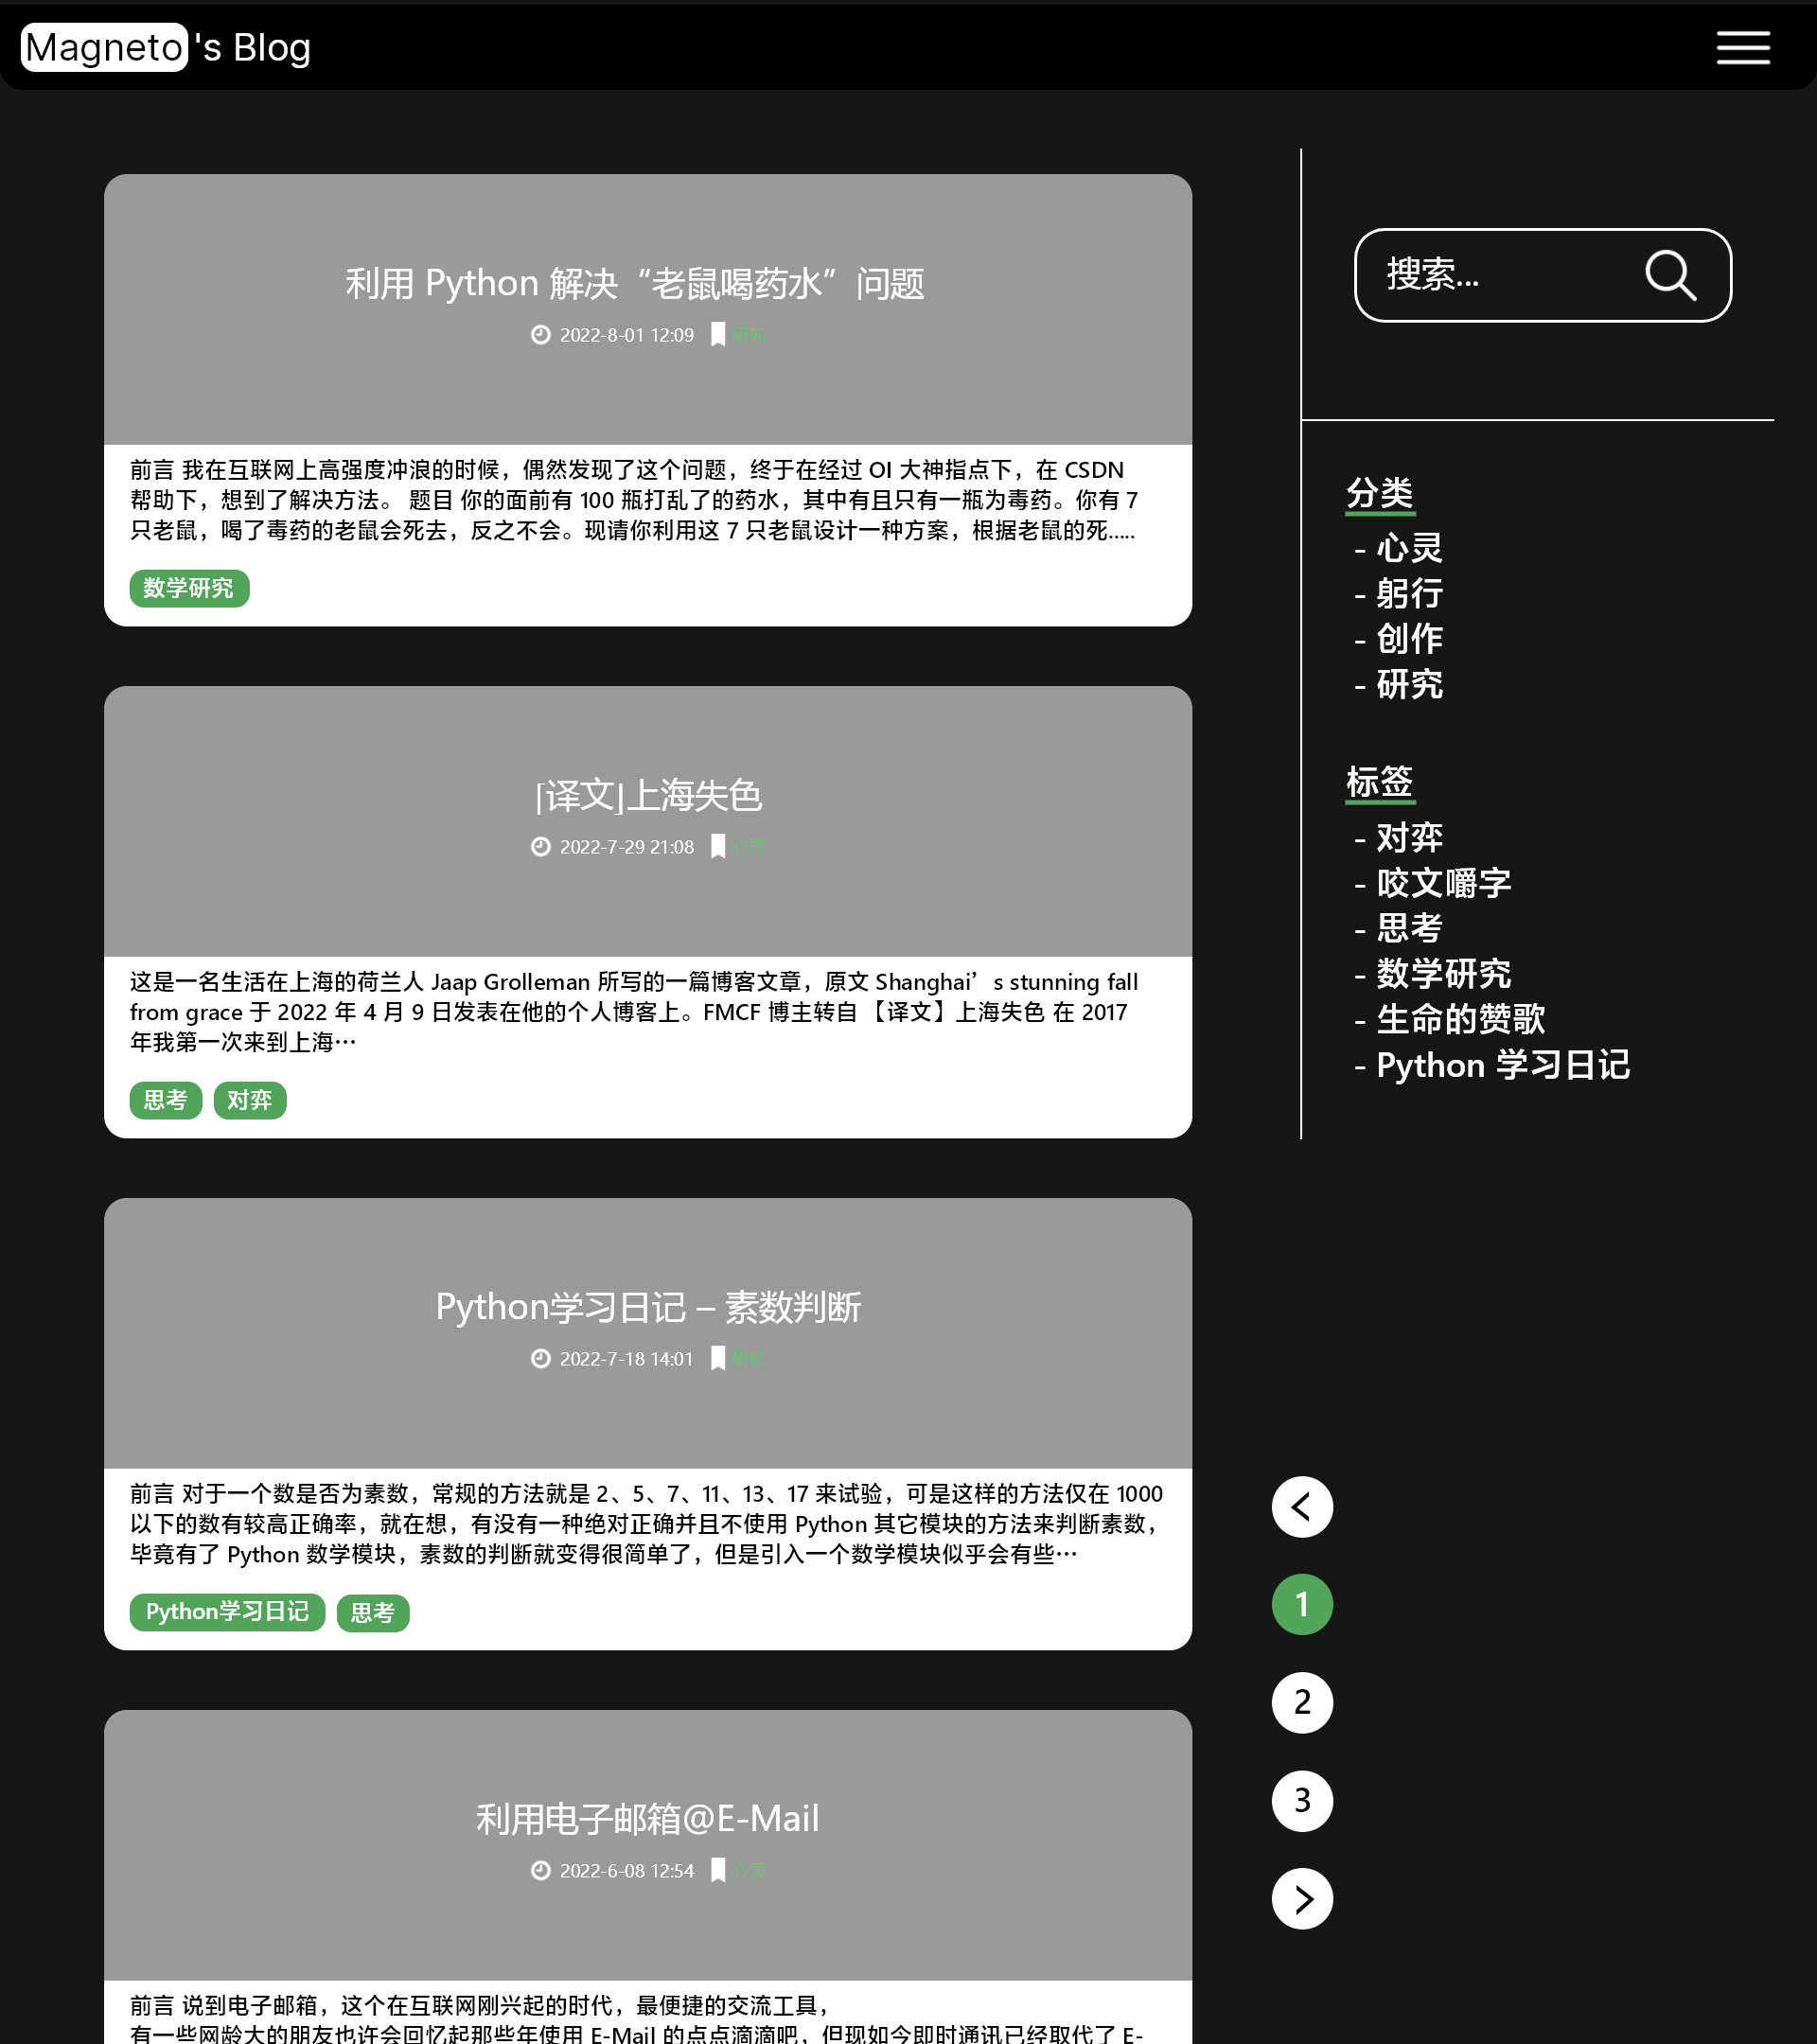 Magneto 's Blog
利用 Python 解决“老鼠喝药水”问题
2022-8-01 12:09 研究
前言 我在互联网上高强度冲浪的时候，偶然发现了这个问题，终于在经过 OI 大神指点下，在 CSDN
帮助下，想到了解决方法。 题目 你的面前有 100 瓶打乱了的药水，其中有且只有一瓶为毒药。你有 7
只老鼠，喝了毒药的老鼠会死去，反之不会。现请你利用这 7 只老鼠设计一种方案，根据老鼠的死.....
数学研究
[译文]上海失色
2022-7-29 21:08 心灵
这是一名生活在上海的荷兰人 Jaap Grolleman 所写的一篇博客文章，原文 Shanghai’s stunning fall
from grace 于 2022 年 4 月 9 日发表在他的个人博客上。FMCF 博主转自 【译文】上海失色 在 2017
年我第一次来到上海…
思考 对弈
Python学习日记 – 素数判断
2022-7-18 14:01 研究
前言 对于一个数是否为素数，常规的方法就是 2、5、7、11、13、17 来试验，可是这样的方法仅在 1000
以下的数有较高正确率，就在想，有没有一种绝对正确并且不使用 Python 其它模块的方法来判断素数，
毕竟有了 Python 数学模块，素数的判断就变得很简单了，但是引入一个数学模块似乎会有些…
Python学习日记 思考
利用电子邮箱@E-Mail
2022-6-08 12:54 心灵
前言 说到电子邮箱，这个在互联网刚兴起的时代，最便捷的交流工具，
有一些网龄大的朋友也许会回忆起那些年使用 E-Mail 的点点滴滴吧，但现如今即时通讯已经取代了 E-
搜索...
分类
- 心灵
- 躬行
- 创作
- 研究
标签
- 对弈
- 咬文嚼字
- 思考
- 数学研究
- 生命的赞歌
- Python 学习日记
<
1
2
3
>